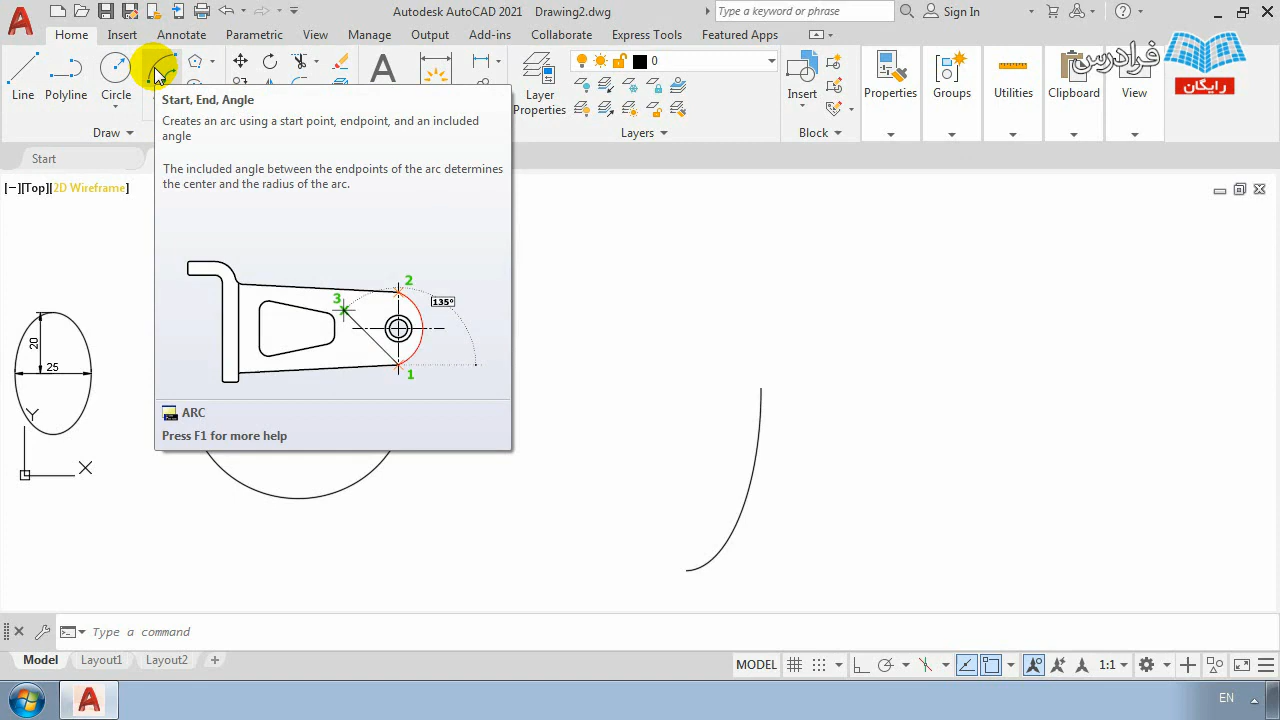 Autodesk AutoCAD 2021 Drawing2.dwg
Type a keyword or phrase
Sign In
Home Insert Annotate Parametric View Manage Output Add-ins Collaborate Express Tools Featured Apps
Line
Polyline
Circle
Draw
Layer
Properties
0
Layers
Insert
Block
Properties
Groups
Utilities
Clipboard
View
فرادرس
رایگان
Start
Start, End, Angle
Creates an arc using a start point, endpoint, and an included
angle
The included angle between the endpoints of the arc determines
the center and the radius of the arc.
2
3
135°
1
ARC
Press F1 for more help
[−][Top][2D Wireframe]
20
25
Y
X
Type a command
Model Layout1 Layout2
MODEL
1:1
EN